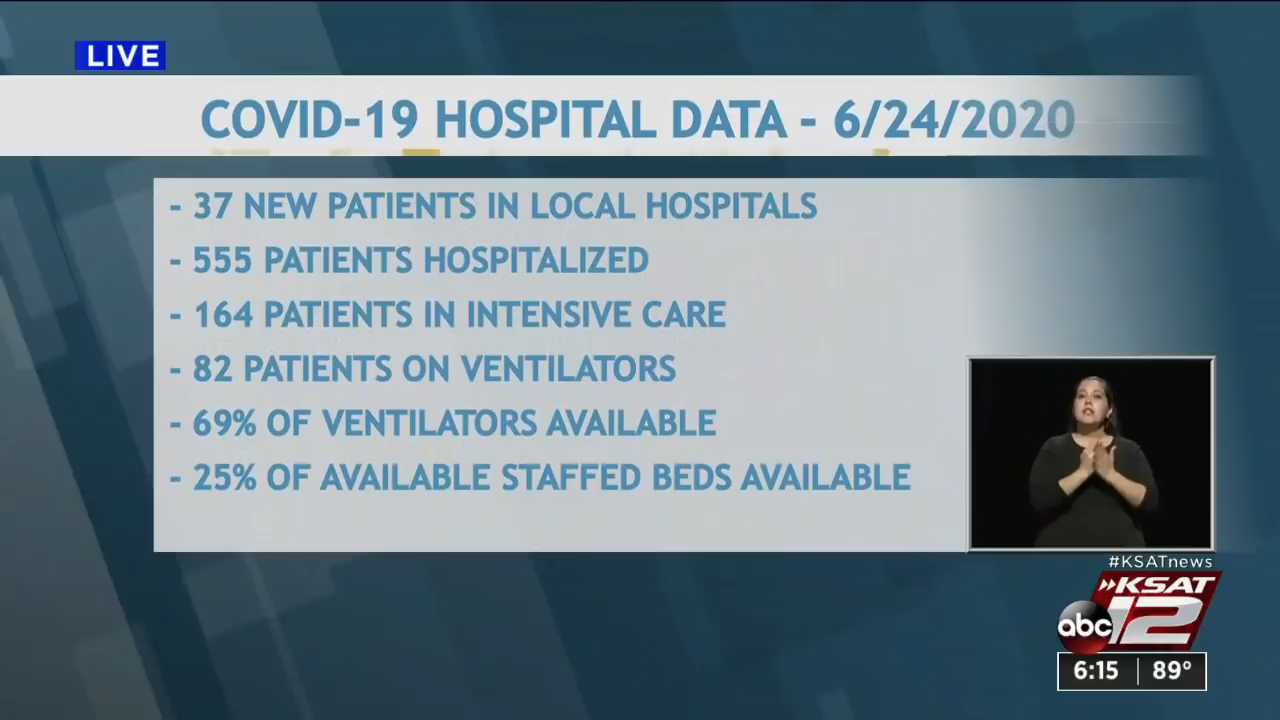 LIVE
COVID-19 HOSPITAL DATA - 6/24/2020
- 37 NEW PATIENTS IN LOCAL HOSPITALS
- 555 PATIENTS HOSPITALIZED
- 164 PATIENTS IN INTENSIVE CARE
- 82 PATIENTS ON VENTILATORS
- 69% OF VENTILATORS AVAILABLE
- 25% OF AVAILABLE STAFFED BEDS AVAILABLE
#KSATnews
KSAT
abc 12
6:15 89°